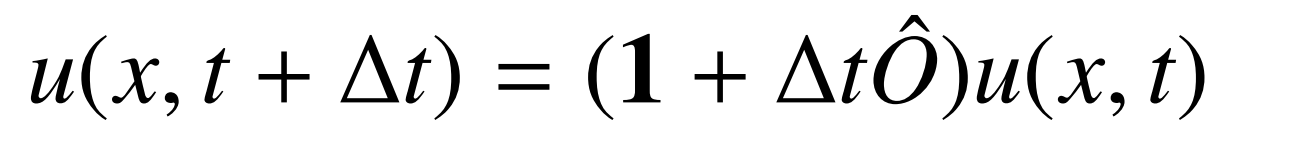 u(x, t + Δt) = (𝟏 + ΔtÔ)u(x, t)